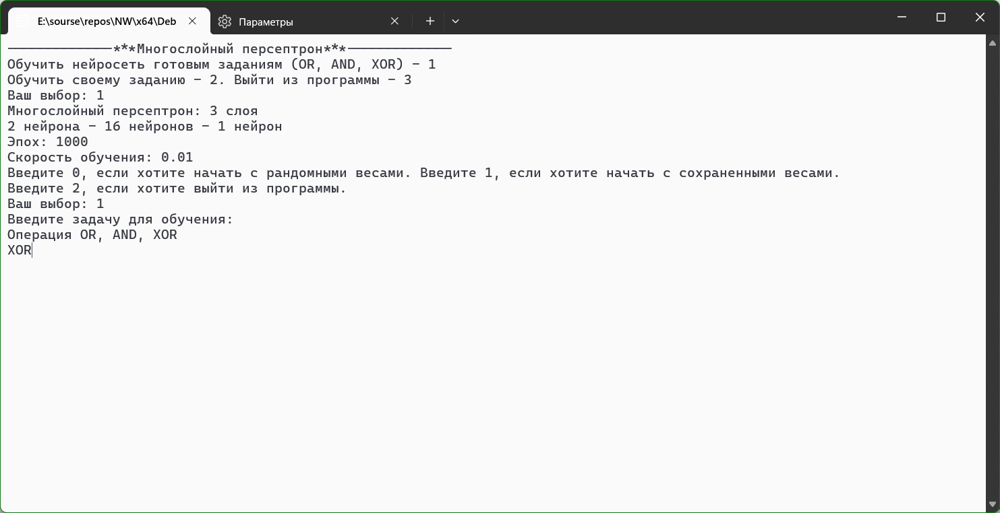 E:\sourse\repos\NW\x64\Deb
Параметры
-------------***Многослойный персептрон***-------------
Обучить нейросеть готовым заданиям (OR, AND, XOR) - 1
Обучить своему заданию - 2. Выйти из программы - 3
Ваш выбор: 1
Многослойный персептрон: 3 слоя
2 нейрона - 16 нейронов - 1 нейрон
Эпох: 1000
Скорость обучения: 0.01
Введите 0, если хотите начать с рандомными весами. Введите 1, если хотите начать с сохраненными весами.
Введите 2, если хотите выйти из программы.
Ваш выбор: 1
Введите задачу для обучения:
Операция OR, AND, XOR
XOR